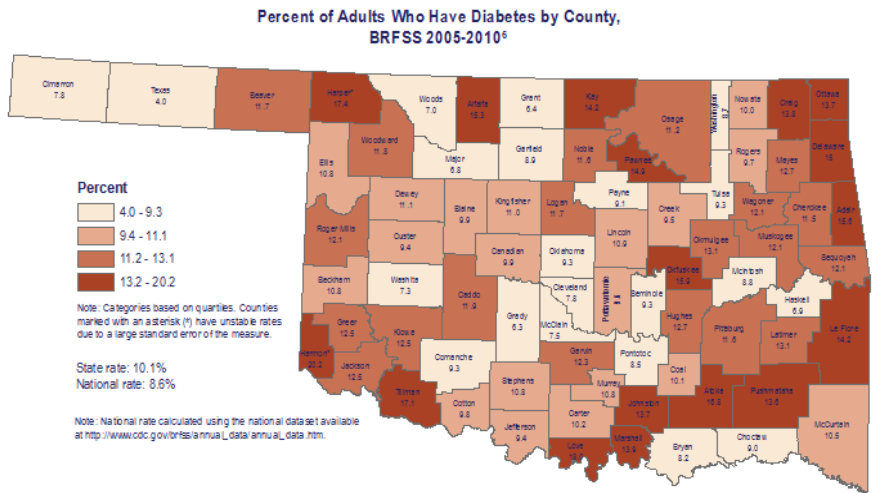 Percent of Adults Who Have Diabetes by County,
BRFSS 2005-2010⁶
Cimarron
7.8
Texas
4.0
Beaver
11.7
Harper*
17.4
Woods
7.0
Alfalfa
Grant
6.4
Kay
14.2
Osage
11.2
Washington
8.7
Nowata
10.0
Craig
13.8
Ottawa
13.7
Woodward
11.8
Ellis
10.8
Major
6.8
Garfield
8.9
Noble
11.6
Pawnee
14.9
Rogers
9.7
Mayes
12.7
Delaware
Percent
4.0 - 9.3
9.4 - 11.1
11.2 - 13.1
13.2 - 20.2
Dewey
11.1
Blaine
9.9
Kingfisher
11.0
Logan
11.7
Payne
9.1
Creek
9.5
Tulsa
9.3
Wagoner
12.1
Cherokee
11.5
Adair
Roger Mills
12.1
Custer
9.4
Canadian
9.9
Oklahoma
9.3
Lincoln
10.9
Okmulgee
13.1
Muskogee
12.1
Sequoyah
12.1
Beckham
10.8
Washita
7.3
Caddo
11.9
Cleveland
7.8
Pottawatomie
Seminole
9.3
Okfuskee
15.9
McIntosh
8.8
Haskell
6.9
Note: Categories based on quartiles. Counties
marked with an asterisk (*) have unstable rates
due to a large standard error of the measure.
Greer
12.5
Kiowa
12.5
Grady
6.3
McClain
7.5
Hughes
12.7
Pittsburg
11.6
Latimer
13.1
Le Flore
14.2
Harmon*
20.2
Jackson
12.5
Comanche
9.3
Garvin
12.3
Pontotoc
8.5
Coal
10.1
State rate: 10.1%
National rate: 8.6%
Tillman
17.1
Cotton
9.8
Stephens
10.8
Murray
10.8
Johnston
13.7
Atoka
16.8
Pushmataha
13.6
McCurtain
10.5
Note: National rate calculated using the national dataset available
at http://www.cdc.gov/brfss/annual_data/annual_data.htm.
Jefferson
9.4
Carter
10.2
Love
Marshall
13.9
Bryan
8.2
Choctaw
9.0